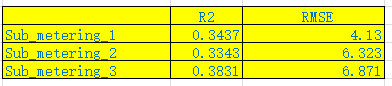 R2 RMSE
Sub_metering_1 0.3437 4.13
Sub_metering_2 0.3343 6.323
Sub_metering_3 0.3831 6.871